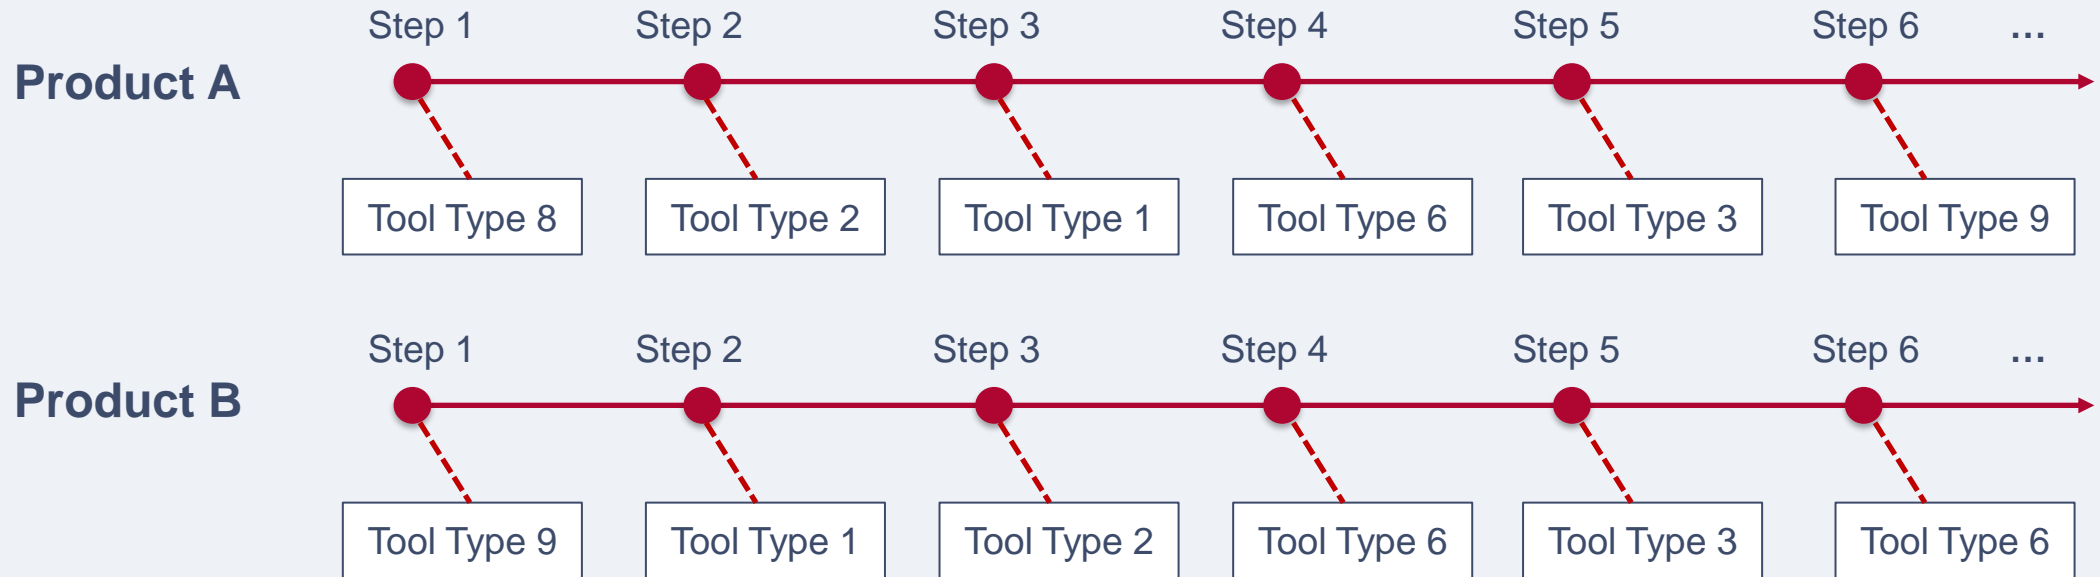 Step 1 Step 2 Step 3 Step 4 Step 5 Step 6 ...
Product A
Tool Type 8 Tool Type 2 Tool Type 1 Tool Type 6 Tool Type 3 Tool Type 9
Step 1 Step 2 Step 3 Step 4 Step 5 Step 6 ...
Product B
Tool Type 9 Tool Type 1 Tool Type 2 Tool Type 6 Tool Type 3 Tool Type 6